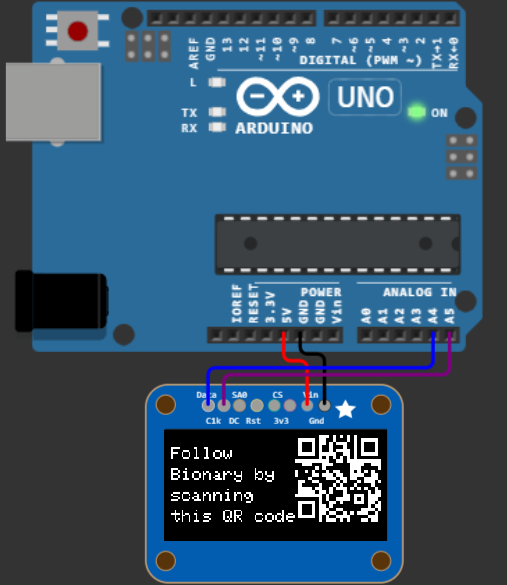 AREF
GND
13
12
~11
~10
~9
8
7
~6
~5
4
~3
2
TX→1
RX←0
DIGITAL (PWM ~)
L
TX
RX
UNO
ON
ARDUINO
IOREF
RESET
3.3V
5V
GND
GND
Vin
POWER
A0
A1
A2
A3
A4
A5
ANALOG IN
Data SA0 CS Vin
Clk DC Rst 3v3 Gnd
Follow
Bionary by
scanning
this QR code